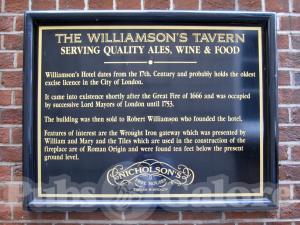 THE WILLIAMSON'S TAVERN
SERVING QUALITY ALES, WINE & FOOD
Williamson's Hotel dates from the 17th. Century and probably holds the oldest
excise licence in the City of London.
It came into existence shortly after the Great Fire of 1666 and was occupied
by successive Lord Mayors of London until 1753.
The building was then sold to Robert Williamson who founded the hotel.
Features of interest are the Wrought Iron gateway which was presented by
William and Mary and the Tiles which are used in the construction of the
fireplace are of Roman Origin and were found ten feet below the present
ground level.
NICHOLSON'S